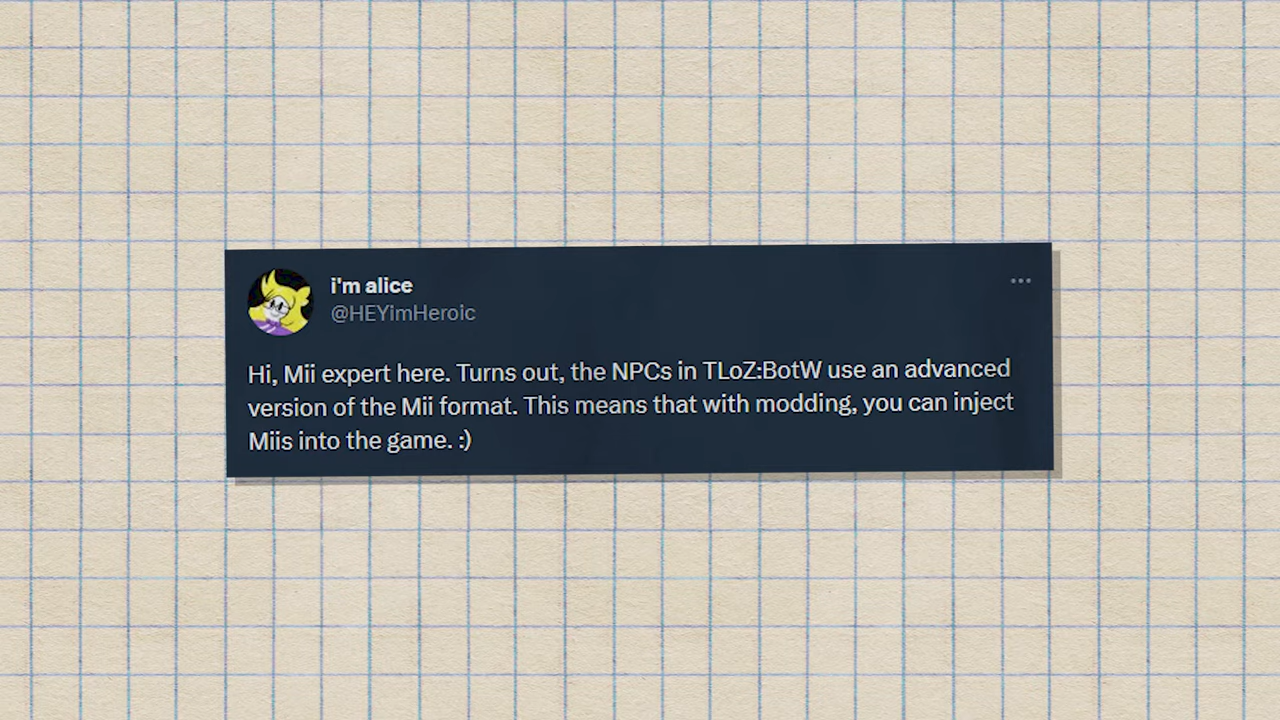 i'm alice
@HEYimHeroic
Hi, Mii expert here. Turns out, the NPCs in TLoZ:BotW use an advanced
version of the Mii format. This means that with modding, you can inject
Miis into the game. :)